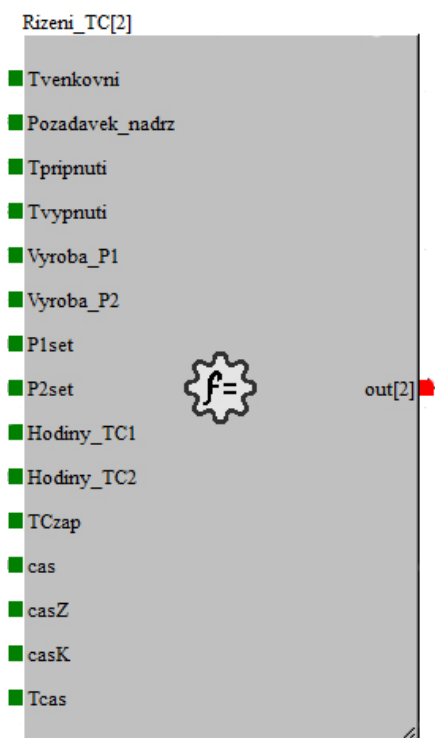 Rizeni_TC[2]
Tvenkovni
Pozadavek_nadrz
Tpripnuti
Tvypnuti
Vyroba_P1
Vyroba_P2
P1set
P2set
f=
out[2]
Hodiny_TC1
Hodiny_TC2
TCzap
cas
casZ
casK
Tcas